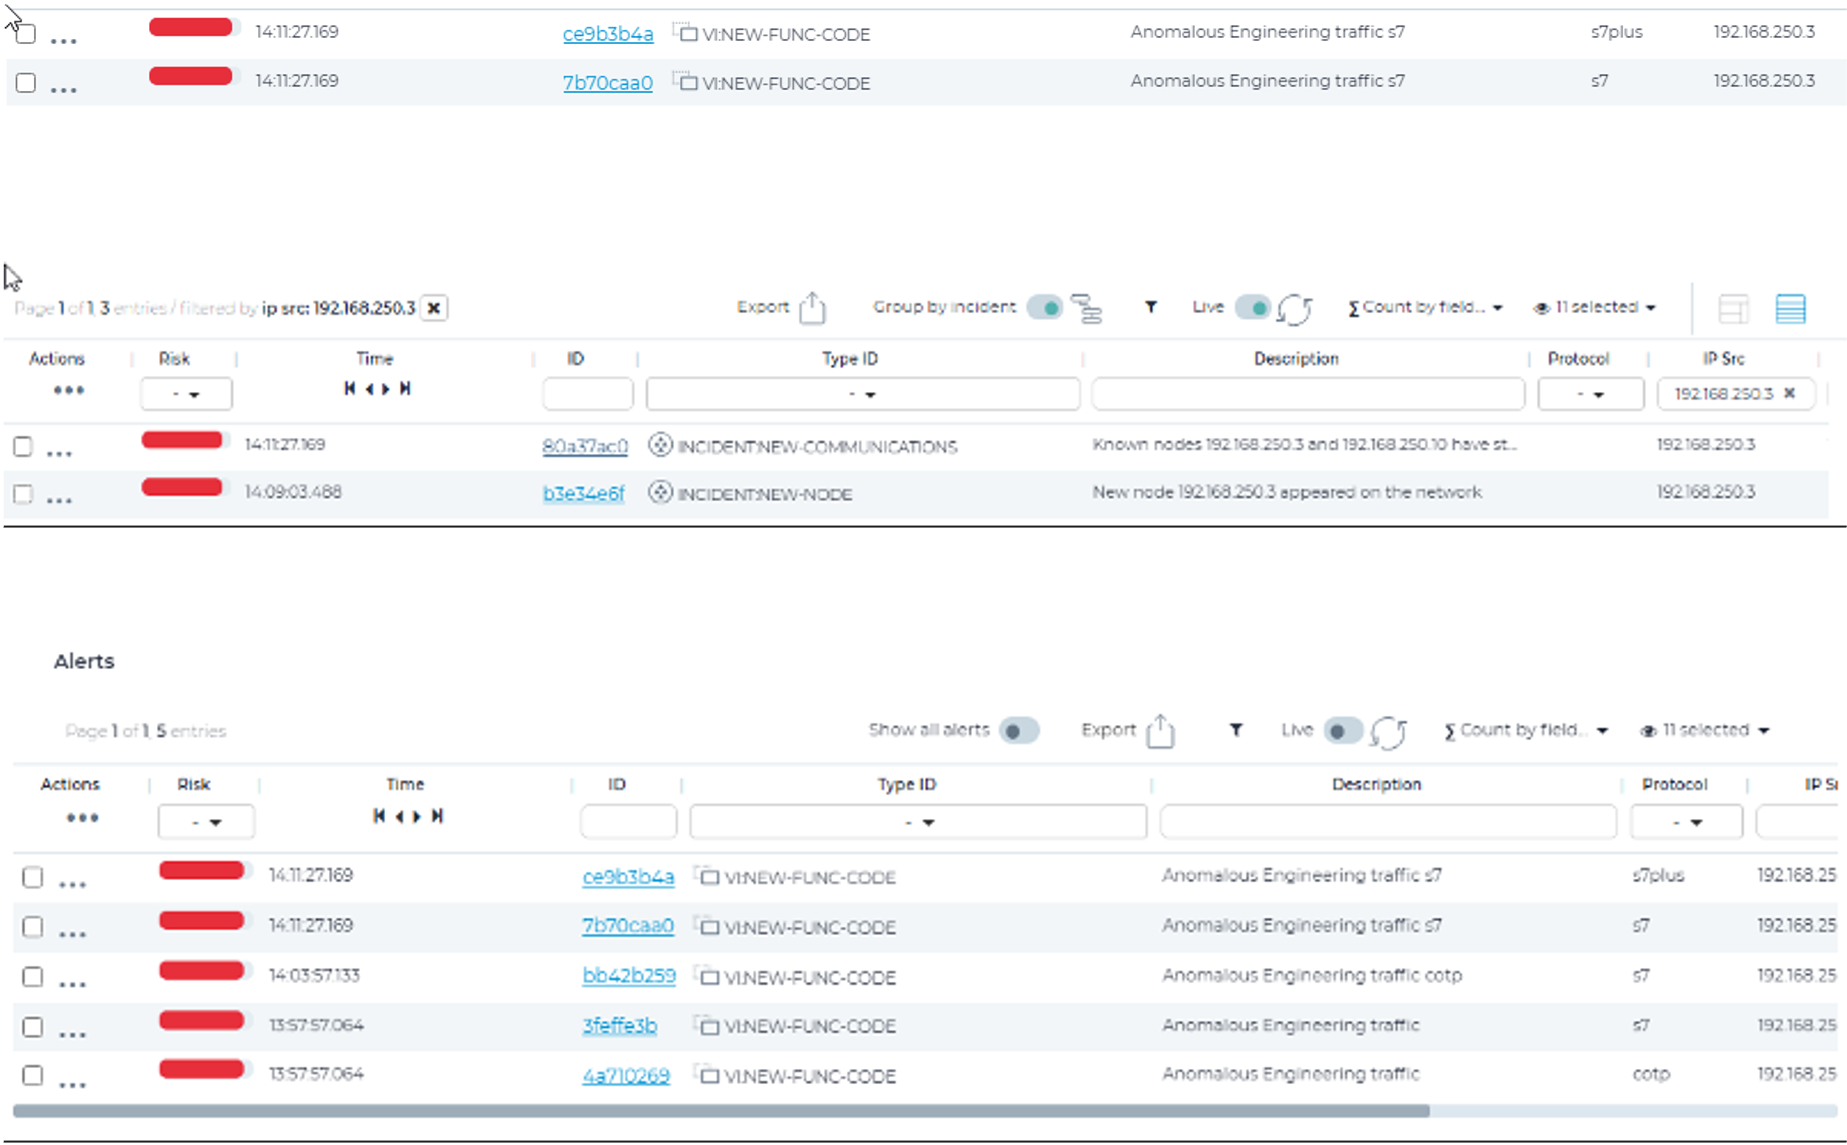 ... 14:11:27.169 ce9b3b4a VI:NEW-FUNC-CODE Anomalous Engineering traffic s7 s7plus 192.168.250.3
... 14:11:27.169 7b70caa0 VI:NEW-FUNC-CODE Anomalous Engineering traffic s7 s7 192.168.250.3
Page 1 of 1, 3 entries / filtered by ip src: 192.168.250.3 Export Group by incident Live Σ Count by field... 11 selected
Actions Risk Time ID Type ID Description Protocol IP Src
... - - - 192.168.250.3
... 14:11:27.169 80a37ac0 INCIDENT:NEW-COMMUNICATIONS Known nodes 192.168.250.3 and 192.168.250.10 have st... 192.168.250.3
... 14:09:03.488 b3e34e6f INCIDENT:NEW-NODE New node 192.168.250.3 appeared on the network 192.168.250.3
Alerts
Page 1 of 1, 5 entries Show all alerts Export Live Σ Count by field... 11 selected
Actions Risk Time ID Type ID Description Protocol IP S
... - - -
... 14:11:27.169 ce9b3b4a VI:NEW-FUNC-CODE Anomalous Engineering traffic s7 s7plus 192.168.25
... 14:11:27.169 7b70caa0 VI:NEW-FUNC-CODE Anomalous Engineering traffic s7 s7 192.168.25
... 14:03:57.133 bb42b259 VI:NEW-FUNC-CODE Anomalous Engineering traffic cotp s7 192.168.25
... 13:57:57.064 3feffe3b VI:NEW-FUNC-CODE Anomalous Engineering traffic s7 192.168.25
... 13:57:57.064 4a710269 VI:NEW-FUNC-CODE Anomalous Engineering traffic cotp 192.168.25